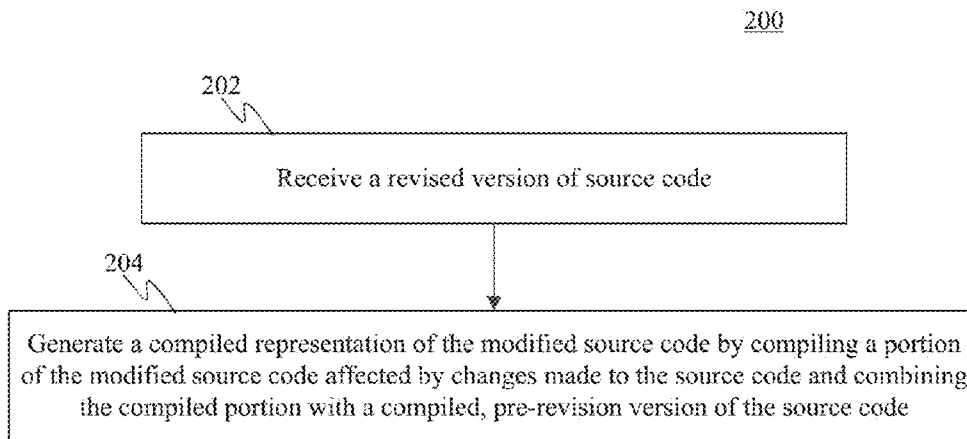 200
202
Receive a revised version of source code
204
Generate a compiled representation of the modified source code by compiling a portion
of the modified source code affected by changes made to the source code and combining
the compiled portion with a compiled, pre-revision version of the source code